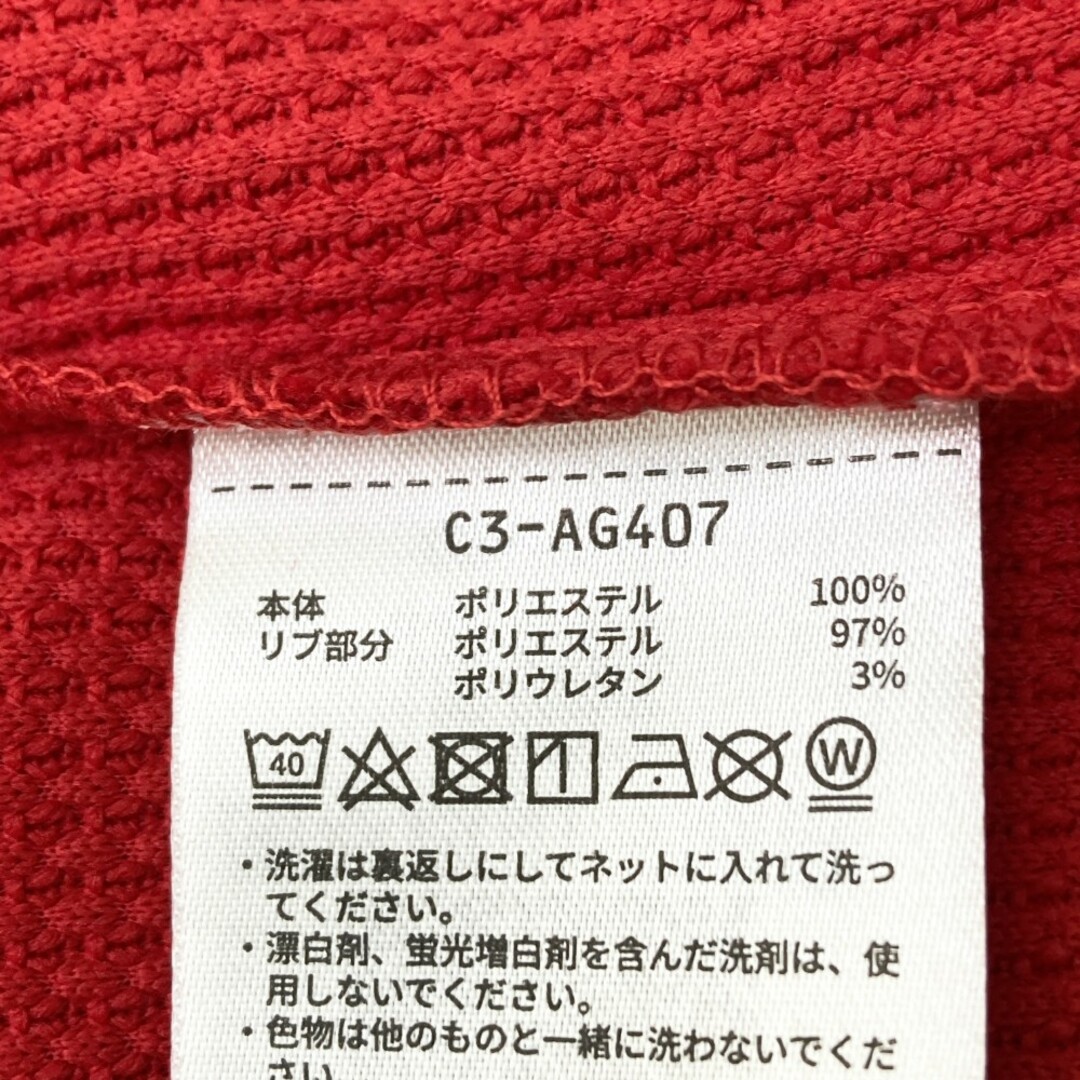 C3-AG407
本体 ポリエステル 100%
リブ部分 ポリエステル 97%
ポリウレタン 3%
40 W
・洗濯は裏返しにしてネットに入れて洗っ
てください。
・漂白剤、蛍光増白剤を含んだ洗剤は、使
用しないでください。
・色物は他のものと一緒に洗わないでくだ
さい